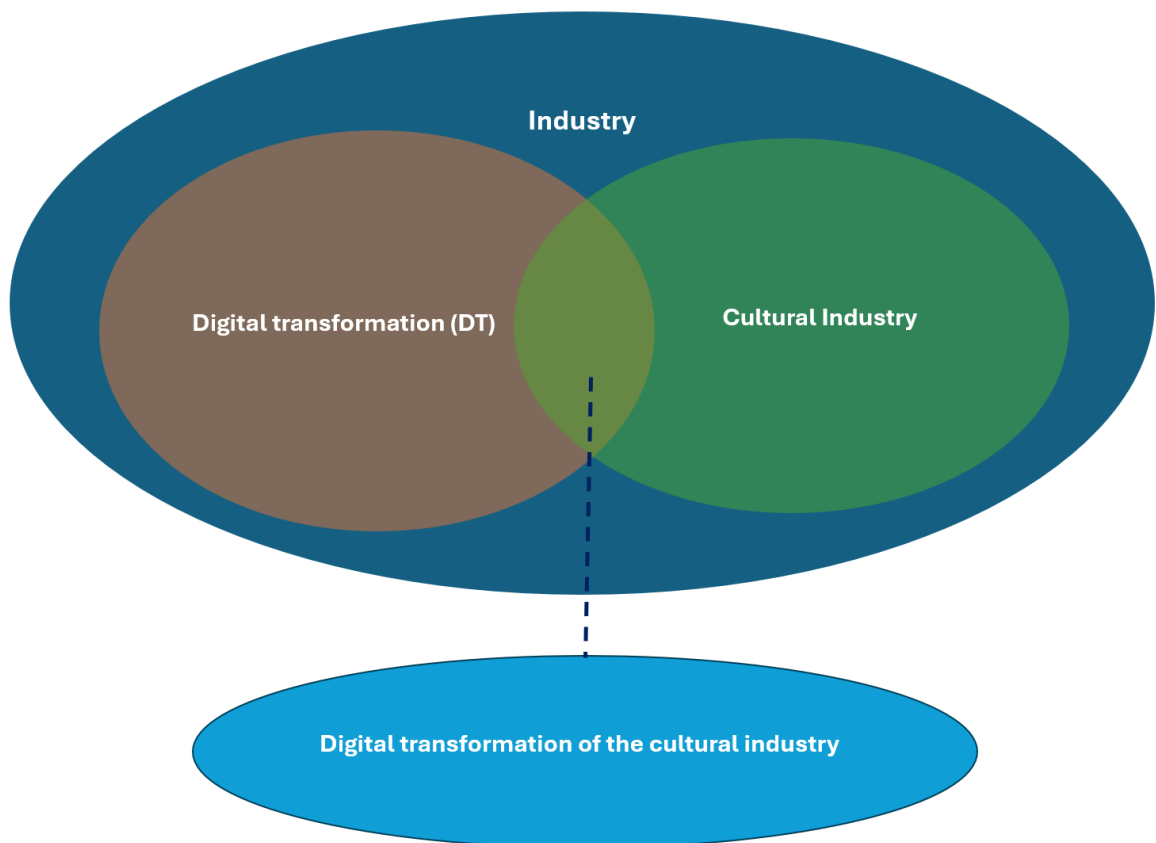 Industry
Digital transformation (DT)
Cultural Industry
Digital transformation of the cultural industry